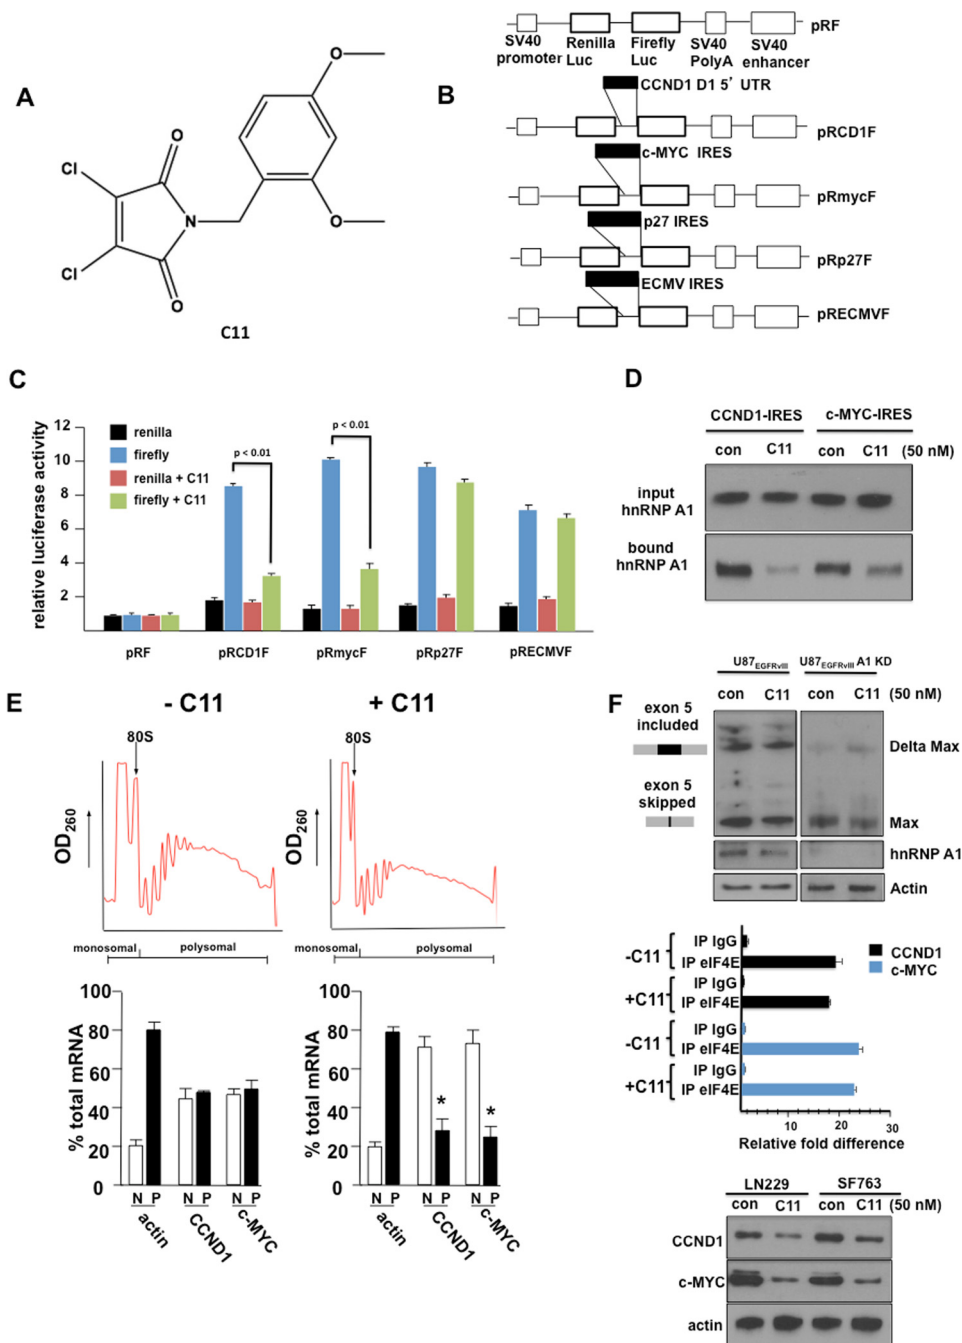 A
O
O
O
O
N
Cl
Cl
C11
B
pRF
SV40 promoter
Renilla Luc
Firefly Luc
SV40 PolyA
SV40 enhancer
CCND1 D1 5' UTR
pRCD1F
c-MYC IRES
pRmycF
p27 IRES
pRp27F
ECMV IRES
pRECMVF
C
relative luciferase activity
12
10
8
6
4
2
renilla
firefly
renilla + C11
firefly + C11
p < 0.01
p < 0.01
pRF
pRCD1F
pRmycF
pRp27F
pRECMVF
D
CCND1-IRES
c-MYC-IRES
con C11 con C11 (50 nM)
input hnRNP A1
bound hnRNP A1
E
- C11
+ C11
80S
80S
OD260
OD260
monosomal
polysomal
monosomal
polysomal
% total mRNA
100
80
60
40
20
0
N P
N P
N P
actin
CCND1
c-MYC
% total mRNA
100
80
60
40
20
0
*
*
N P
N P
N P
actin
CCND1
c-MYC
F
U87EGFRvIII
U87EGFRvIII A1 KD
con C11 con C11 (50 nM)
exon 5 included
exon 5 skipped
Delta Max
Max
hnRNP A1
Actin
-C11
IP IgG
IP eIF4E
+C11
IP IgG
IP eIF4E
-C11
IP IgG
IP eIF4E
+C11
IP IgG
IP eIF4E
CCND1
c-MYC
10 20 30
Relative fold difference
LN229
SF763
con C11 con C11 (50 nM)
CCND1
c-MYC
actin